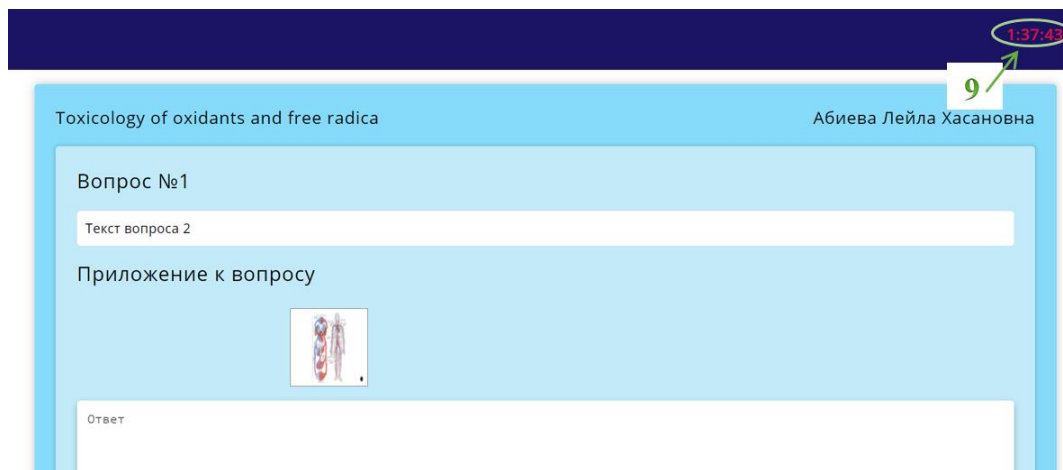 1:37:43
9
Toxicology of oxidants and free radica
Абиева Лейла Хасановна
Вопрос №1
Текст вопроса 2
Приложение к вопросу
Ответ